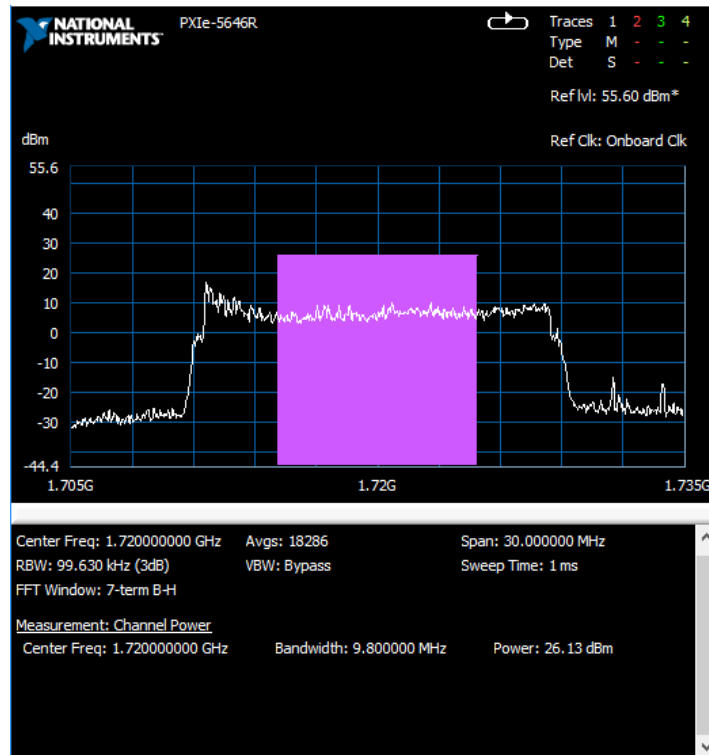 NATIONAL INSTRUMENTS™ PXIe-5646R
Traces 1 2 3 4
Type M - - -
Det S - - -
Ref lvl: 55.60 dBm*
dBm Ref Clk: Onboard Clk
55.6
40
30
20
10
0
-10
-20
-30
-44.4
1.705G 1.72G 1.735G
Center Freq: 1.720000000 GHz Avgs: 18286 Span: 30.000000 MHz
RBW: 99.630 kHz (3dB) VBW: Bypass Sweep Time: 1 ms
FFT Window: 7-term B-H
Measurement: Channel Power
Center Freq: 1.720000000 GHz Bandwidth: 9.800000 MHz Power: 26.13 dBm